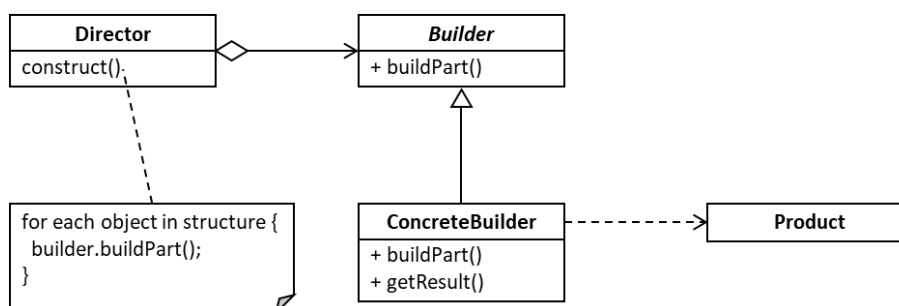 Director
construct()
Builder
+ buildPart()
for each object in structure {
builder.buildPart();
}
ConcreteBuilder
+ buildPart()
+ getResult()
Product